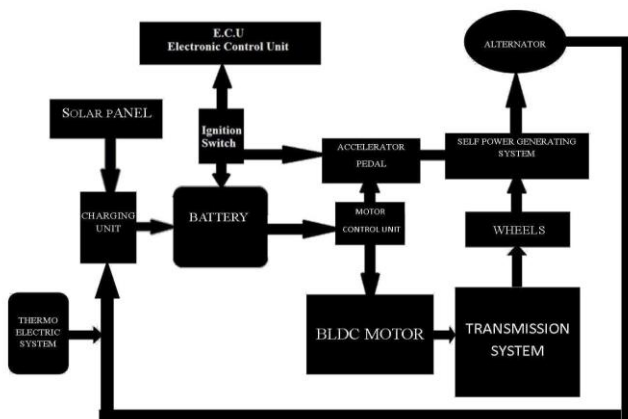 E.C.U
Electronic Control Unit
ALTERNATOR
SOLAR PANEL
Ignition
Switch
ACCELERATOR
PEDAL
SELF POWER GENERATING
SYSTEM
CHARGING
UNIT
BATTERY
MOTOR
CONTROL UNIT
WHEELS
THERMO
ELECTRIC
SYSTEM
BLDC MOTOR
TRANSMISSION
SYSTEM